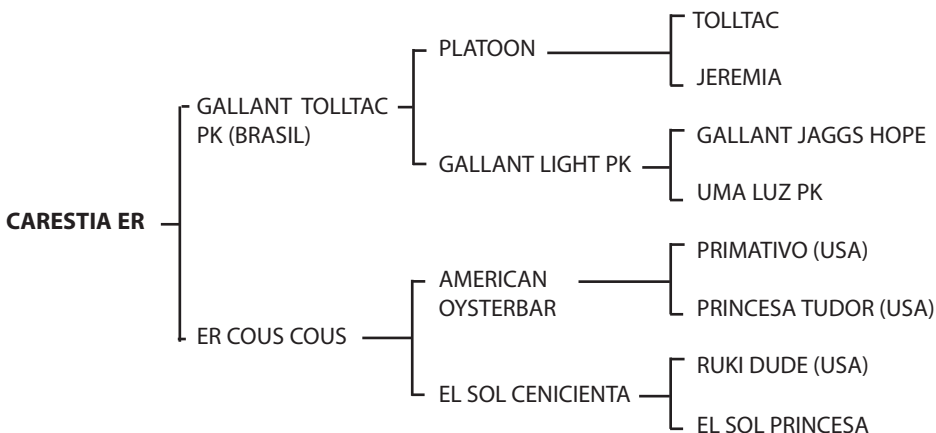 TOLLTAC
PLATOON
JEREMIA
GALLANT TOLLTAC
PK (BRASIL)
GALLANT JAGGS HOPE
GALLANT LIGHT PK
UMA LUZ PK
CARESTIA ER
PRIMATIVO (USA)
AMERICAN
OYSTERBAR
PRINCESA TUDOR (USA)
ER COUS COUS
RUKI DUDE (USA)
EL SOL CENICIENTA
EL SOL PRINCESA